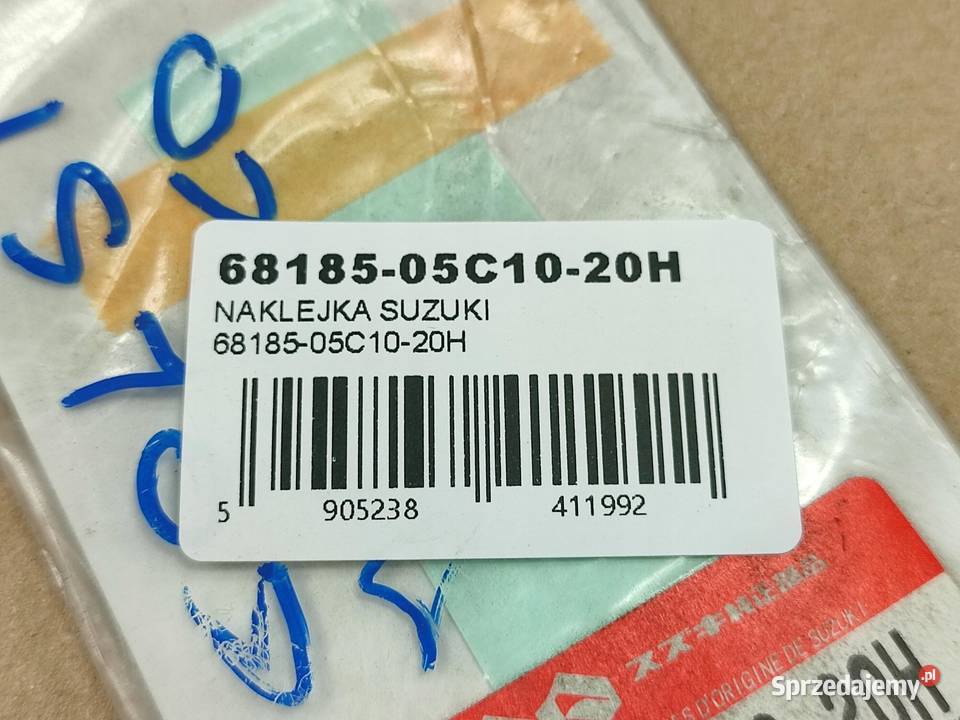 68185-05C10-20H
NAKLEJKA SUZUKI
68185-05C10-20H
5 905238 411992
スズキ純正部品
D'ORIGINE DE SUZUKI
20H
Sprzedajemy.pl